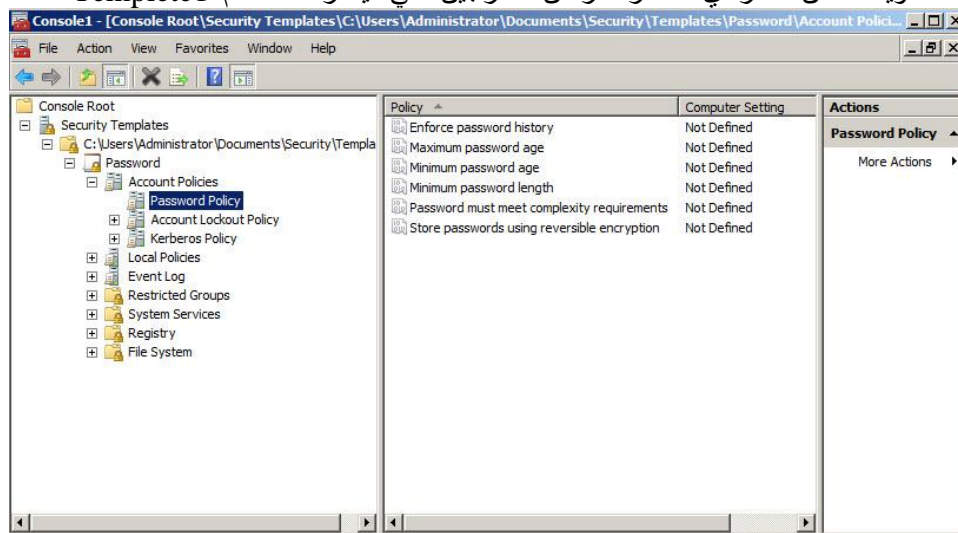 Console1 - [Console Root\Security Templates\C:\Users\Administrator\Documents\Security\Templates\Password\Account Polici...
File Action View Favorites Window Help
Console Root
Security Templates
C:\Users\Administrator\Documents\Security\Templa
Password
Account Policies
Password Policy
Account Lockout Policy
Kerberos Policy
Local Policies
Event Log
Restricted Groups
System Services
Registry
File System
Policy Computer Setting
Enforce password history Not Defined
Maximum password age Not Defined
Minimum password age Not Defined
Minimum password length Not Defined
Password must meet complexity requirements Not Defined
Store passwords using reversible encryption Not Defined
Actions
Password Policy
More Actions